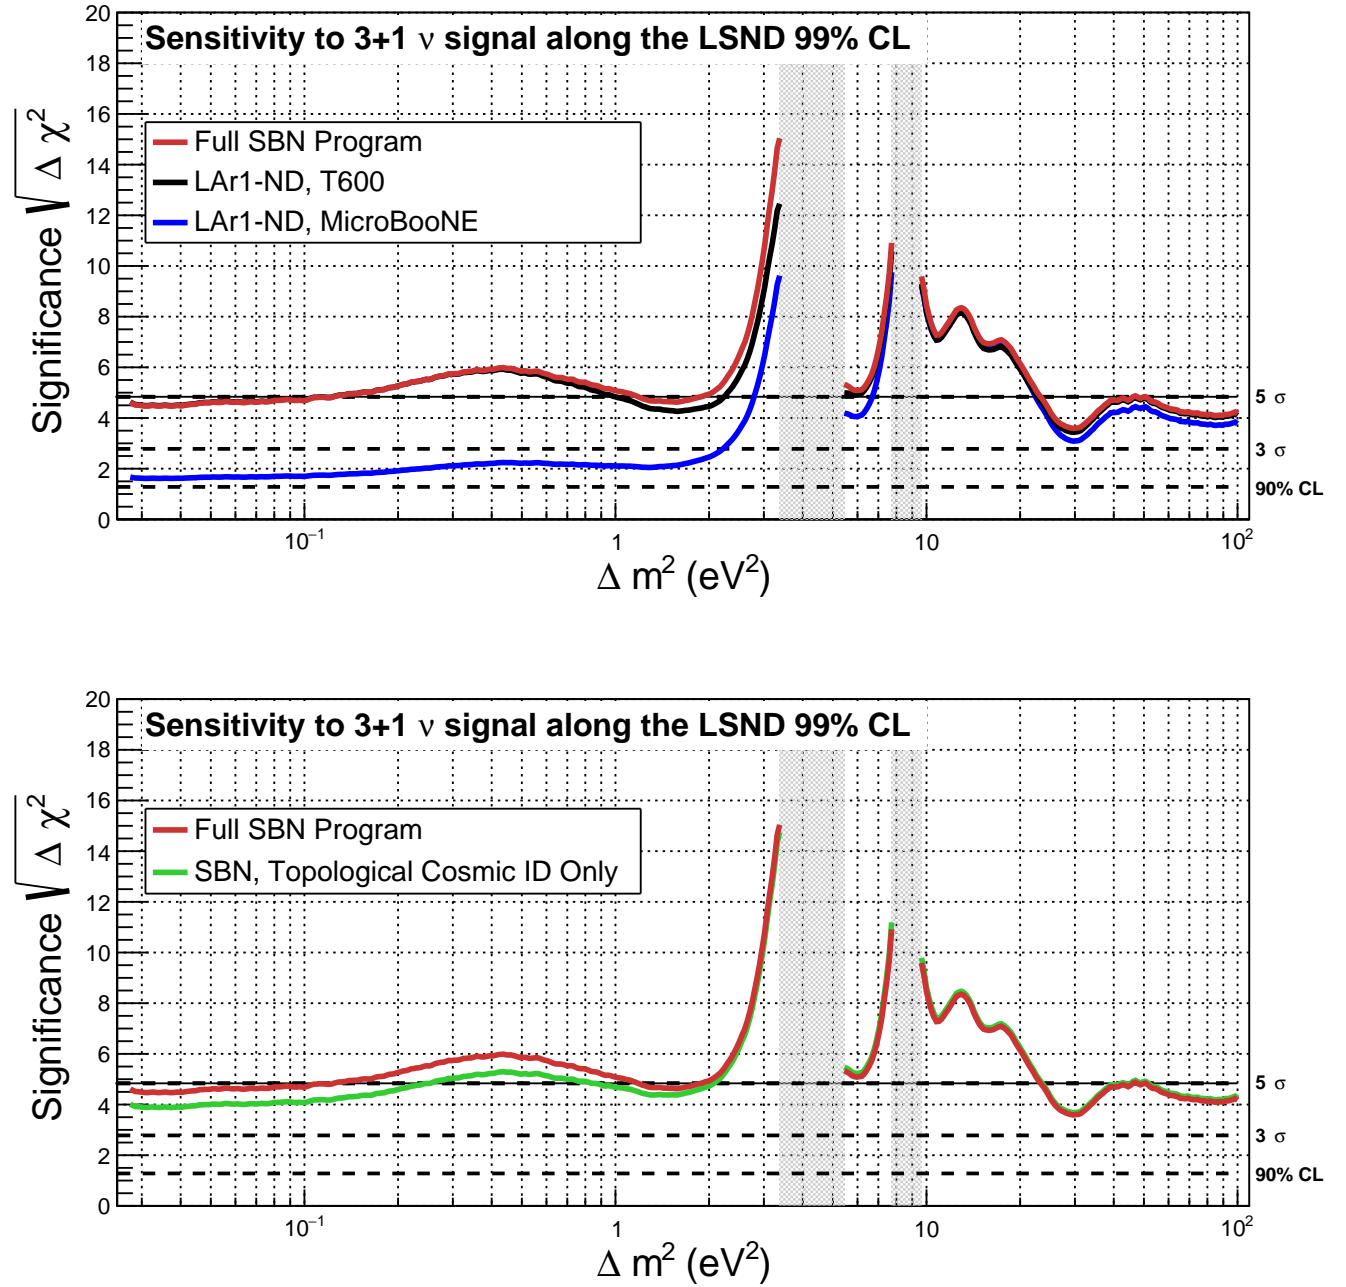 Sensitivity to 3+1 ν signal along the LSND 99% CL
Full SBN Program
LAr1-ND, T600
LAr1-ND, MicroBooNE
Significance √Δ χ²
20
18
16
14
12
10
8
6
4
2
0
5 σ
3 σ
90% CL
10⁻¹ 1 10 10²
Δ m² (eV²)
Sensitivity to 3+1 ν signal along the LSND 99% CL
Full SBN Program
SBN, Topological Cosmic ID Only
Significance √Δ χ²
20
18
16
14
12
10
8
6
4
2
0
5 σ
3 σ
90% CL
10⁻¹ 1 10 10²
Δ m² (eV²)